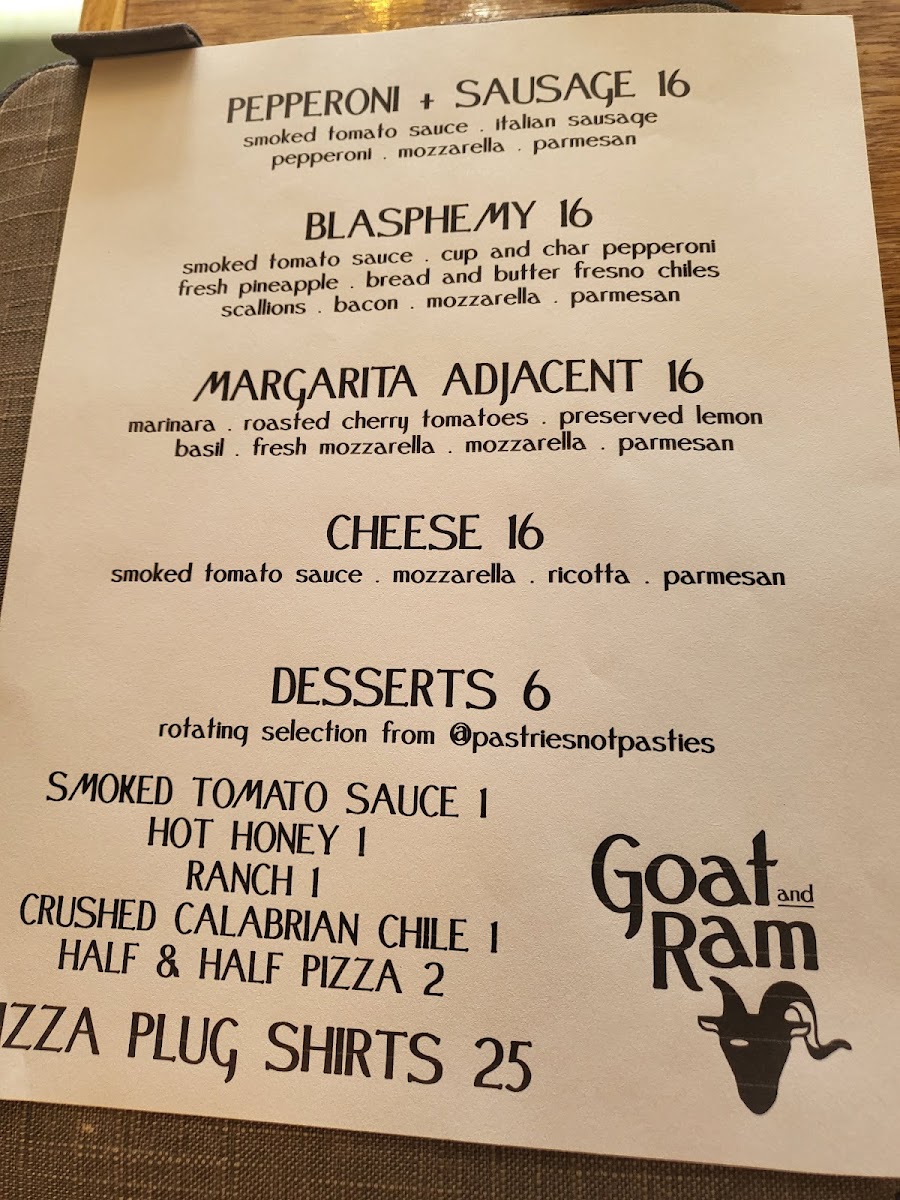 PEPPERONI + SAUSAGE 16
smoked tomato sauce . italian sausage
pepperoni . mozzarella . parmesan
BLASPHEMY 16
smoked tomato sauce . cup and char pepperoni
fresh pineapple . bread and butter fresno chiles
scallions . bacon . mozzarella . parmesan
MARGARITA ADJACENT 16
marinara . roasted cherry tomatoes . preserved lemon
basil . fresh mozzarella . mozzarella . parmesan
CHEESE 16
smoked tomato sauce . mozzarella . ricotta . parmesan
DESSERTS 6
rotating selection from @pastriesnotpasties
SMOKED TOMATO SAUCE 1
HOT HONEY 1
RANCH 1
CRUSHED CALABRIAN CHILE 1
HALF & HALF PIZZA 2
IZZA PLUG SHIRTS 25
Goat and
Ram